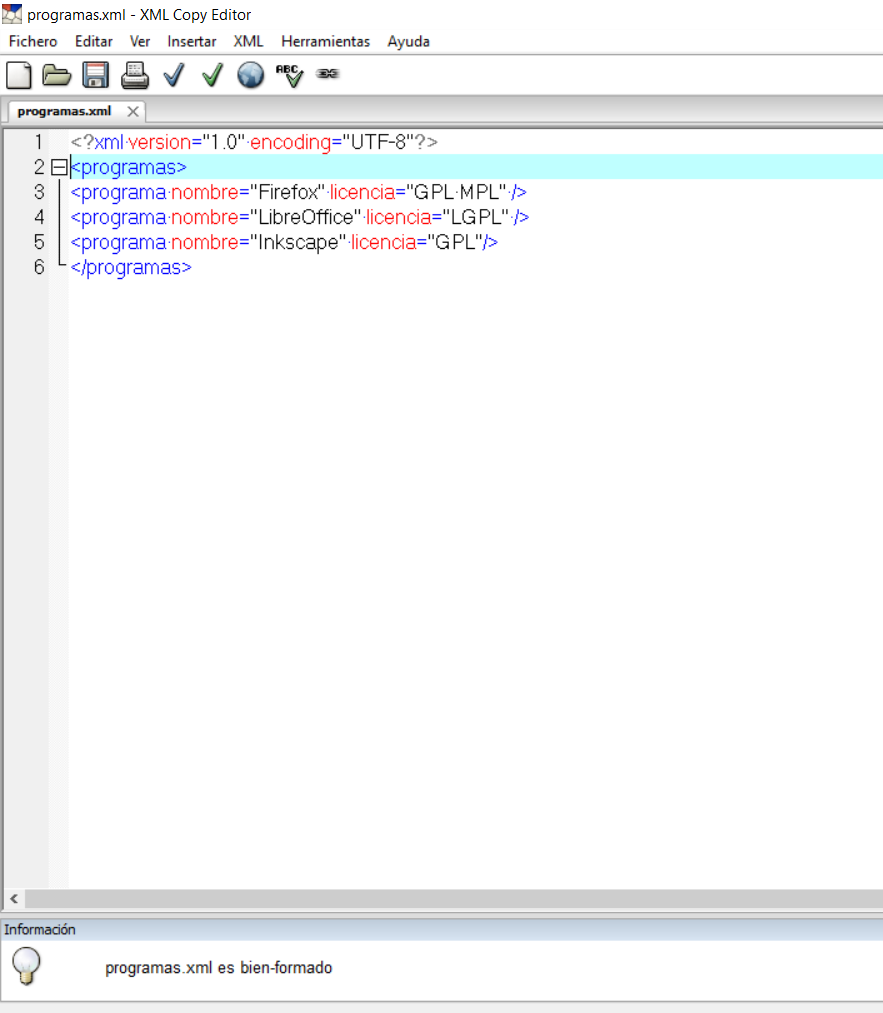 programas.xml - XML Copy Editor
Fichero Editar Ver Insertar XML Herramientas Ayuda
ABC
programas.xml
1 <?xml·version="1.0"·encoding="UTF-8"?>
2 <programas>
3 <programa·nombre="Firefox"·licencia="GPL·MPL"·/>
4 <programa·nombre="LibreOffice"·licencia="LGPL"·/>
5 <programa·nombre="Inkscape"·licencia="GPL"/>
6 </programas>
Información
programas.xml es bien-formado